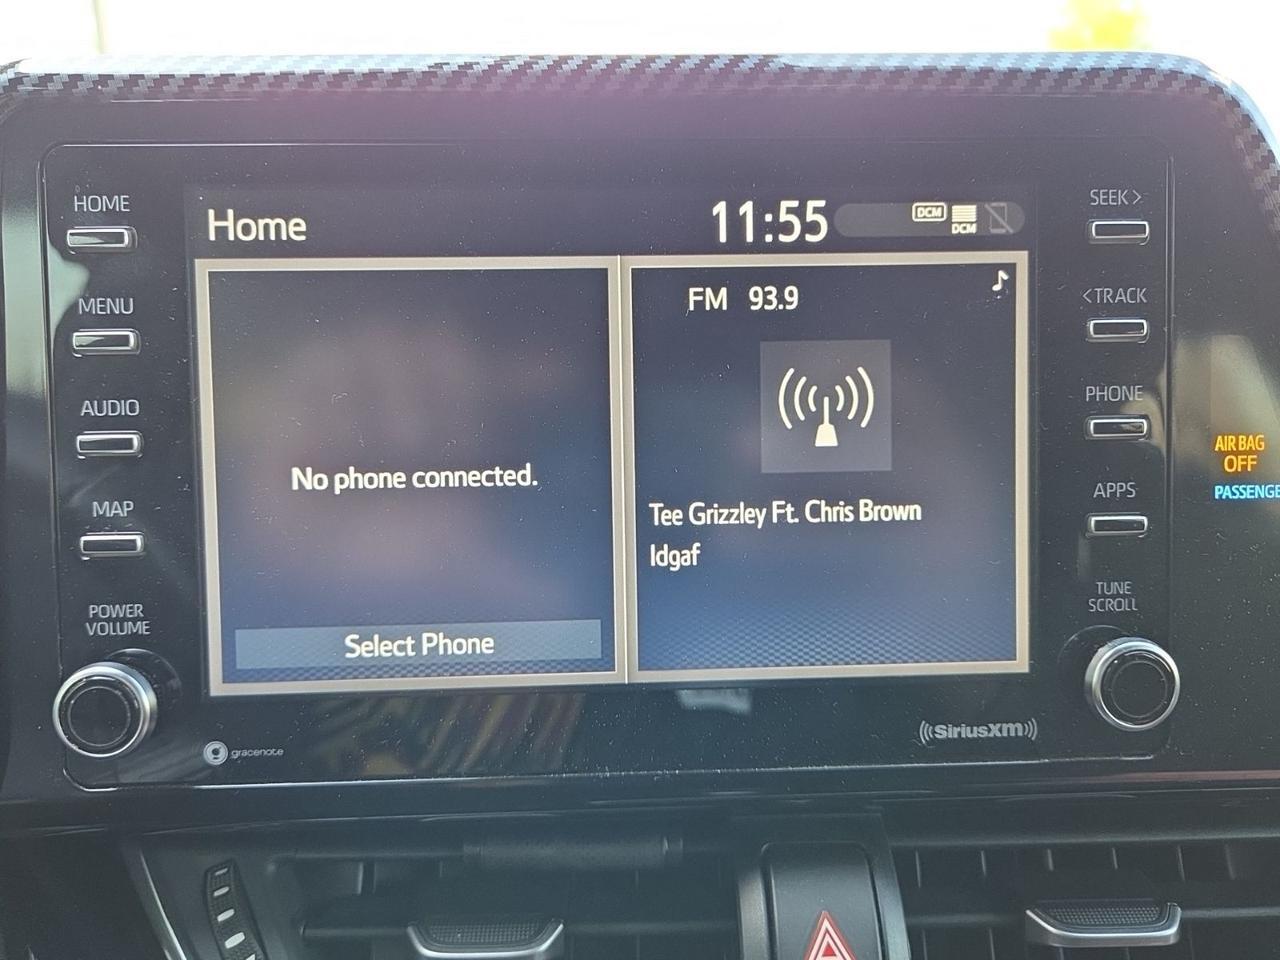 HOME
MENU
AUDIO
MAP
POWER
VOLUME
Home
11:55
DCM
DCM
No phone connected.
Select Phone
FM 93.9
Tee Grizzley Ft. Chris Brown
Idgaf
gracenote
SiriusXM
SEEK >
< TRACK
PHONE
APPS
TUNE
SCROLL
AIR BAG
OFF
PASSENGE